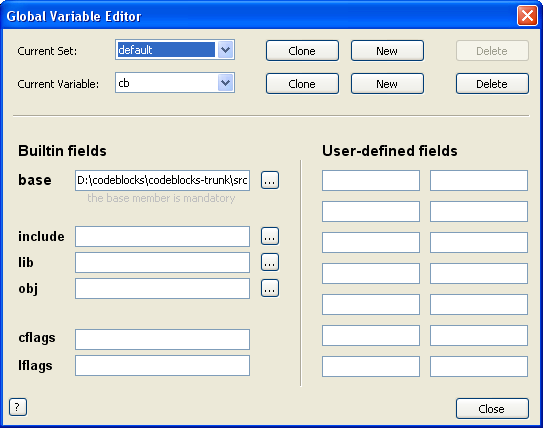 Global Variable Editor
Current Set: default Clone New Delete
Current Variable: cb Clone New Delete
Builtin fields User-defined fields
base D:\codeblocks\codeblocks-trunk\src ...
the base member is mandatory
include ...
lib ...
obj ...
cflags
lflags
? Close